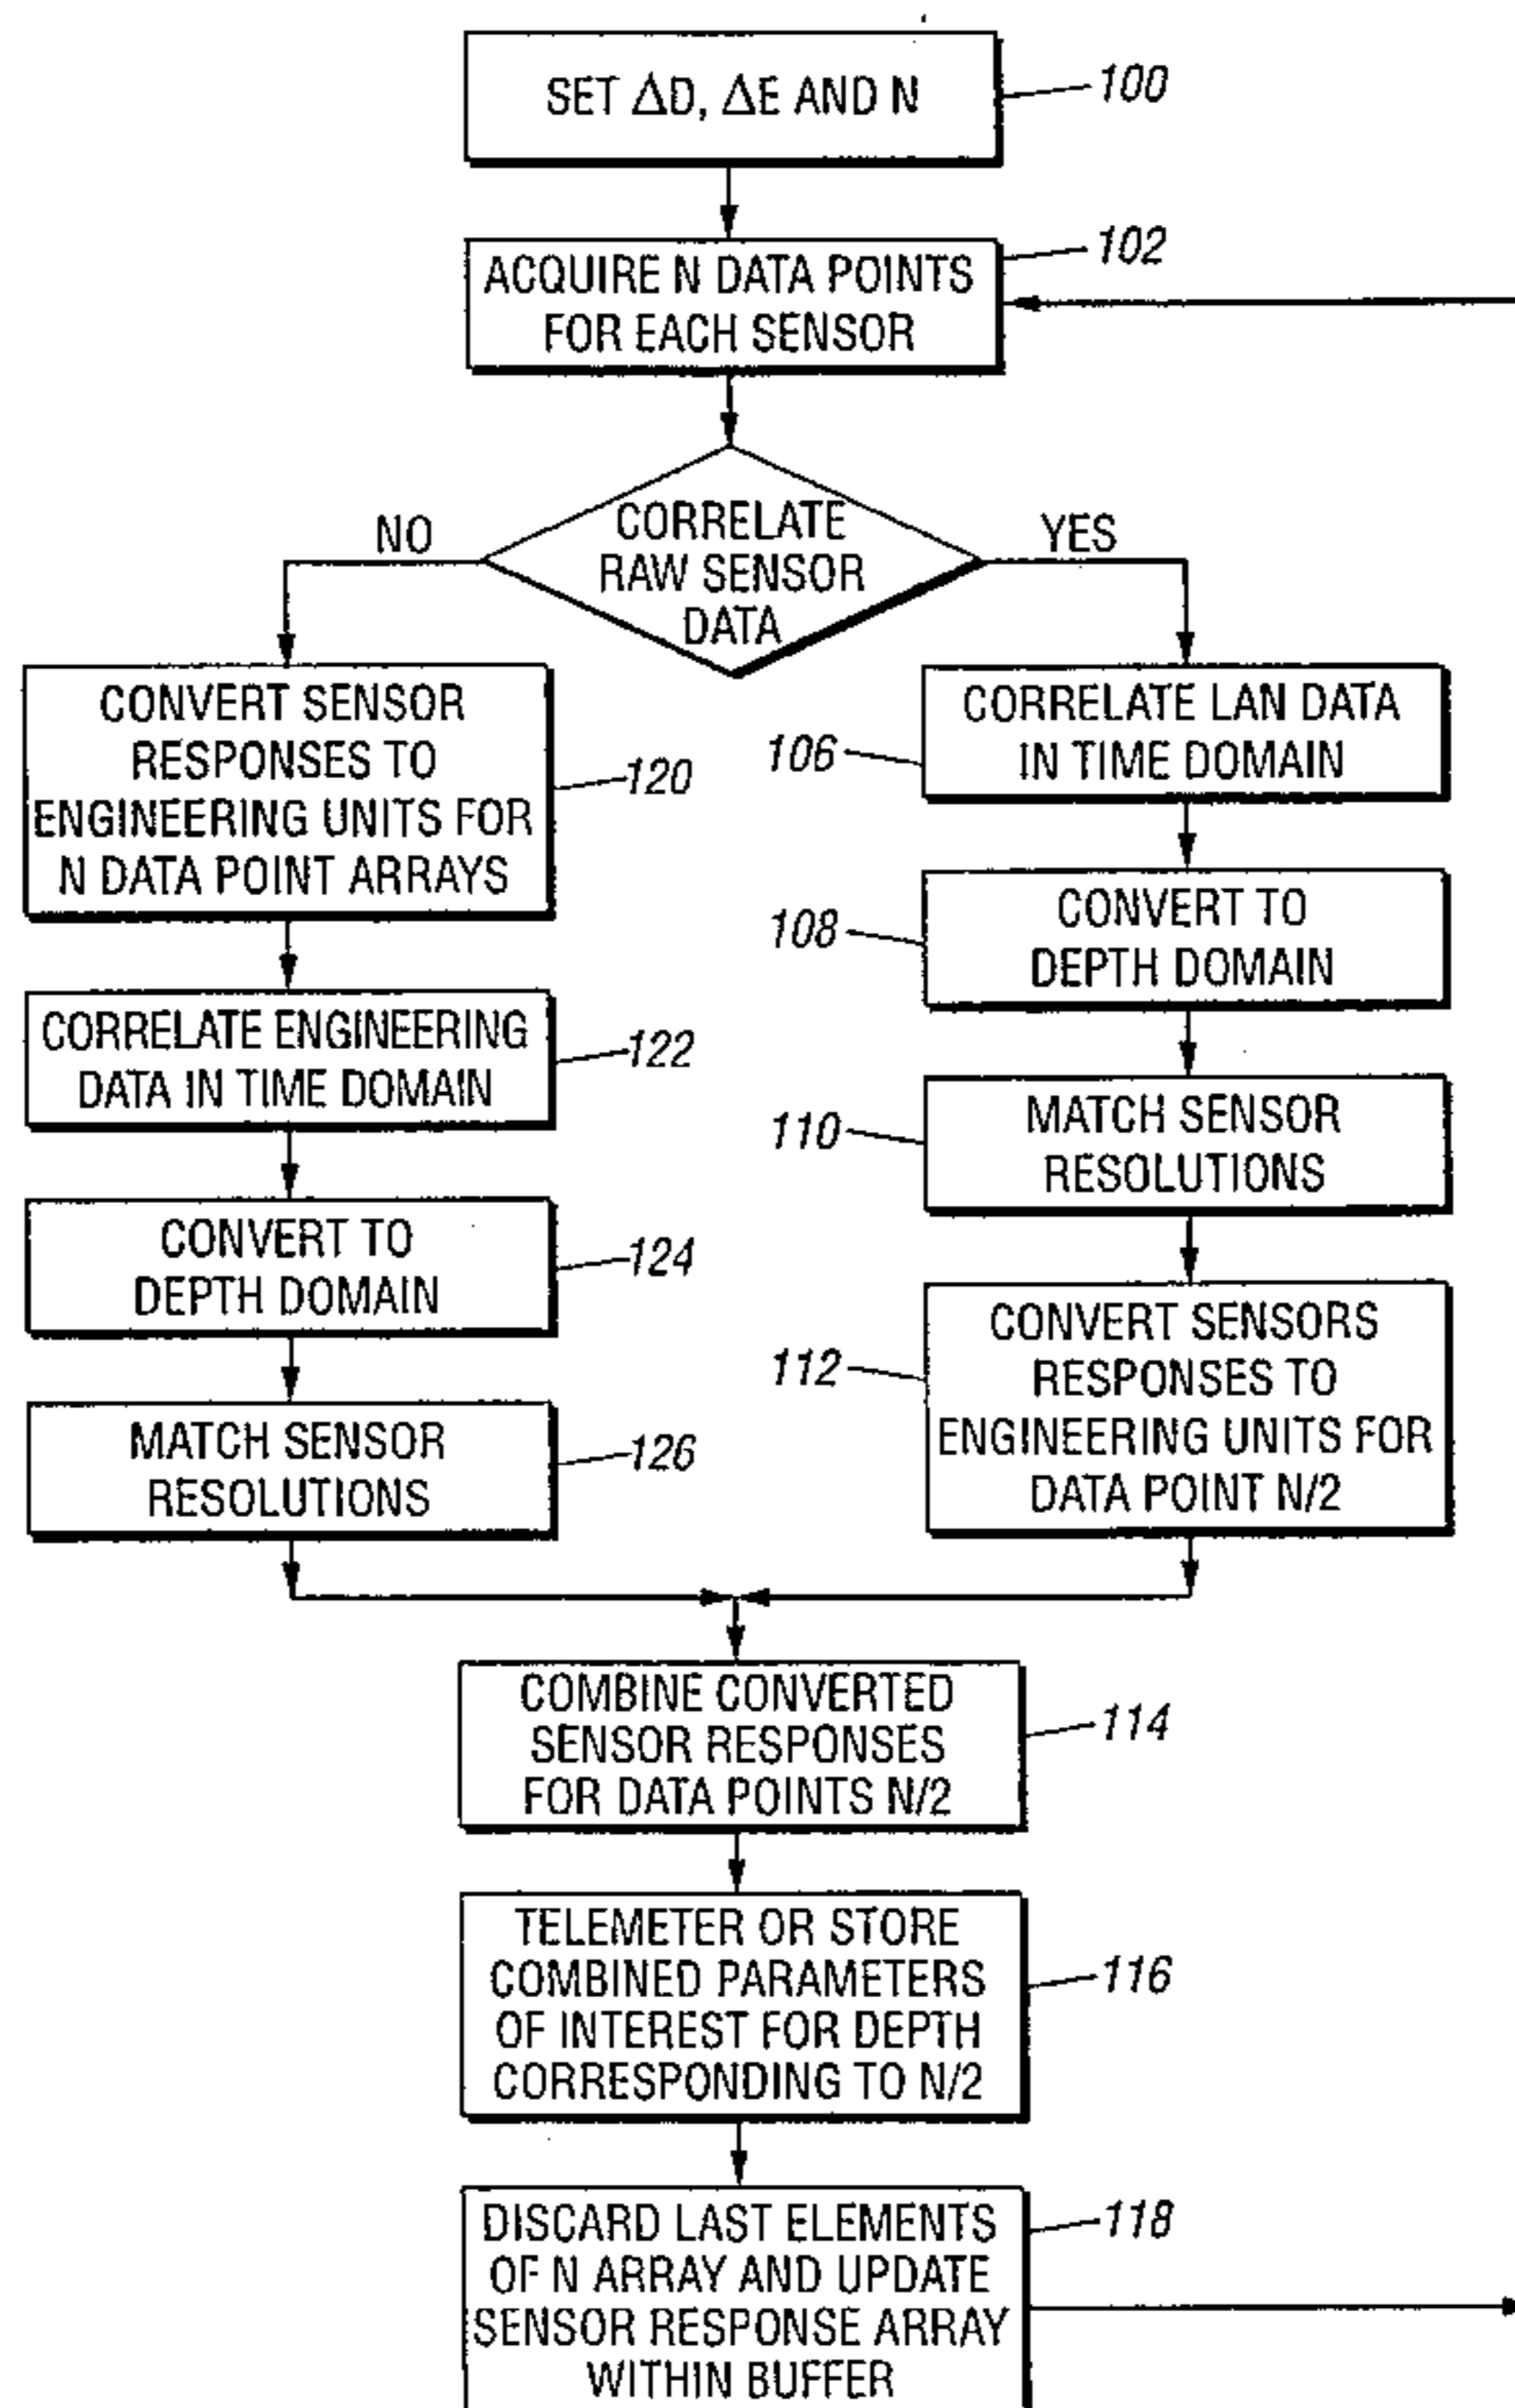 SET ΔD, ΔE AND N
100
ACQUIRE N DATA POINTS
FOR EACH SENSOR
102
CORRELATE
RAW SENSOR
DATA
NO
YES
CONVERT SENSOR
RESPONSES TO
ENGINEERING UNITS FOR
N DATA POINT ARRAYS
120
CORRELATE ENGINEERING
DATA IN TIME DOMAIN
122
CONVERT TO
DEPTH DOMAIN
124
MATCH SENSOR
RESOLUTIONS
126
CORRELATE LAN DATA
IN TIME DOMAIN
106
CONVERT TO
DEPTH DOMAIN
108
MATCH SENSOR
RESOLUTIONS
110
CONVERT SENSORS
RESPONSES TO
ENGINEERING UNITS FOR
DATA POINT N/2
112
COMBINE CONVERTED
SENSOR RESPONSES
FOR DATA POINTS N/2
114
TELEMETER OR STORE
COMBINED PARAMETERS
OF INTEREST FOR DEPTH
CORRESPONDING TO N/2
116
DISCARD LAST ELEMENTS
OF N ARRAY AND UPDATE
SENSOR RESPONSE ARRAY
WITHIN BUFFER
118